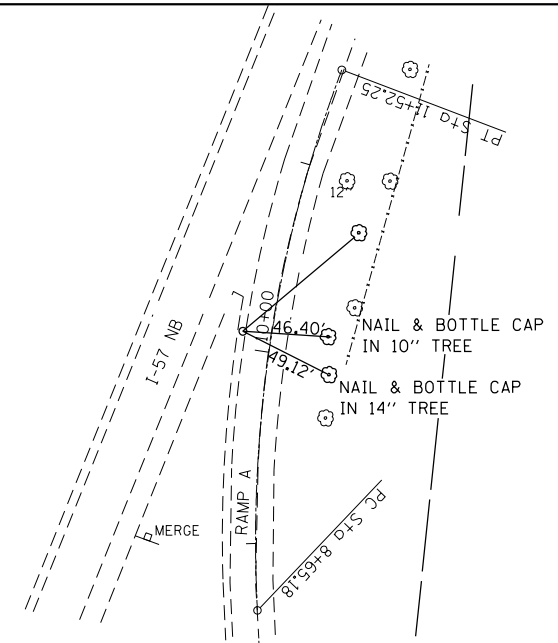 PT Sta 11+52.25
12"
0+00
46.40'
NAIL & BOTTLE CAP
IN 10" TREE
49.12'
NAIL & BOTTLE CAP
IN 14" TREE
I-57 NB
RAMP A
MERGE
PC Sta 8+65.18